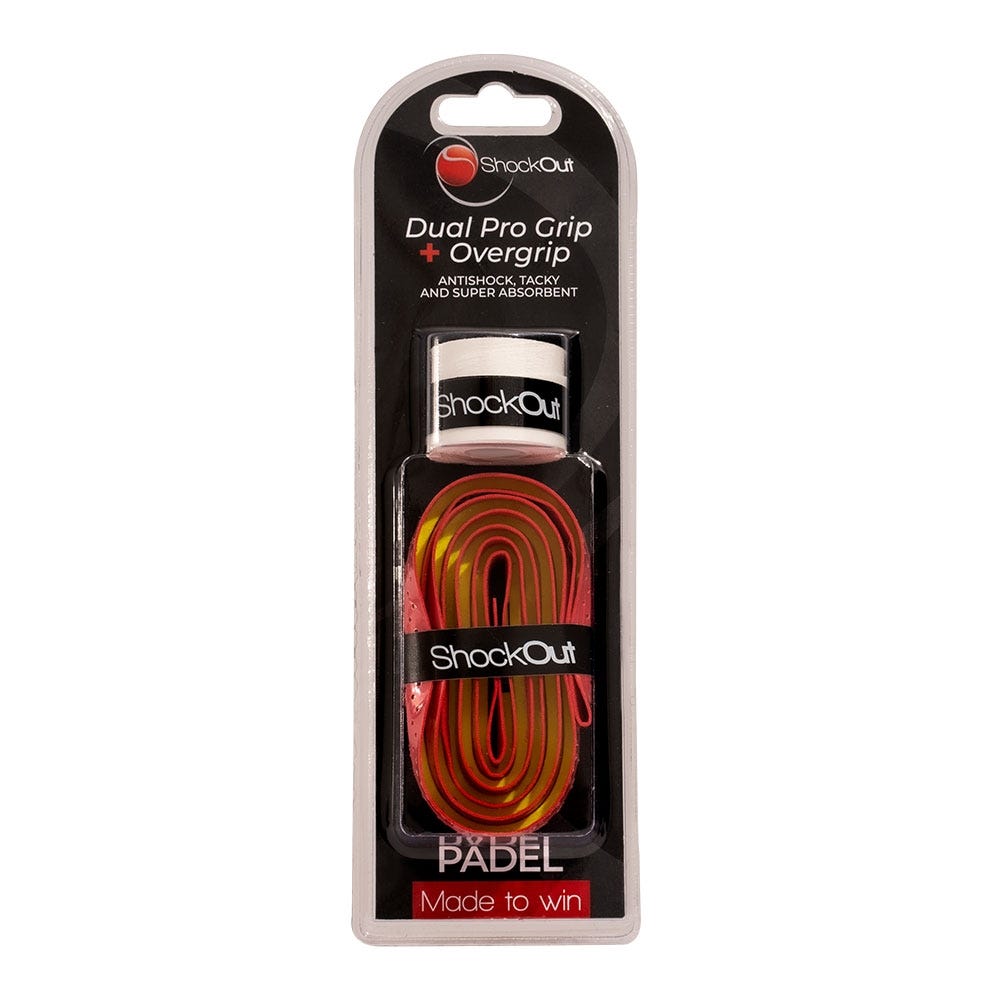 ShockOut
Dual Pro Grip
+ Overgrip
ANTISHOCK, TACKY
AND SUPER ABSORBENT
ShockOut
ShockOut
PADEL
Made to win